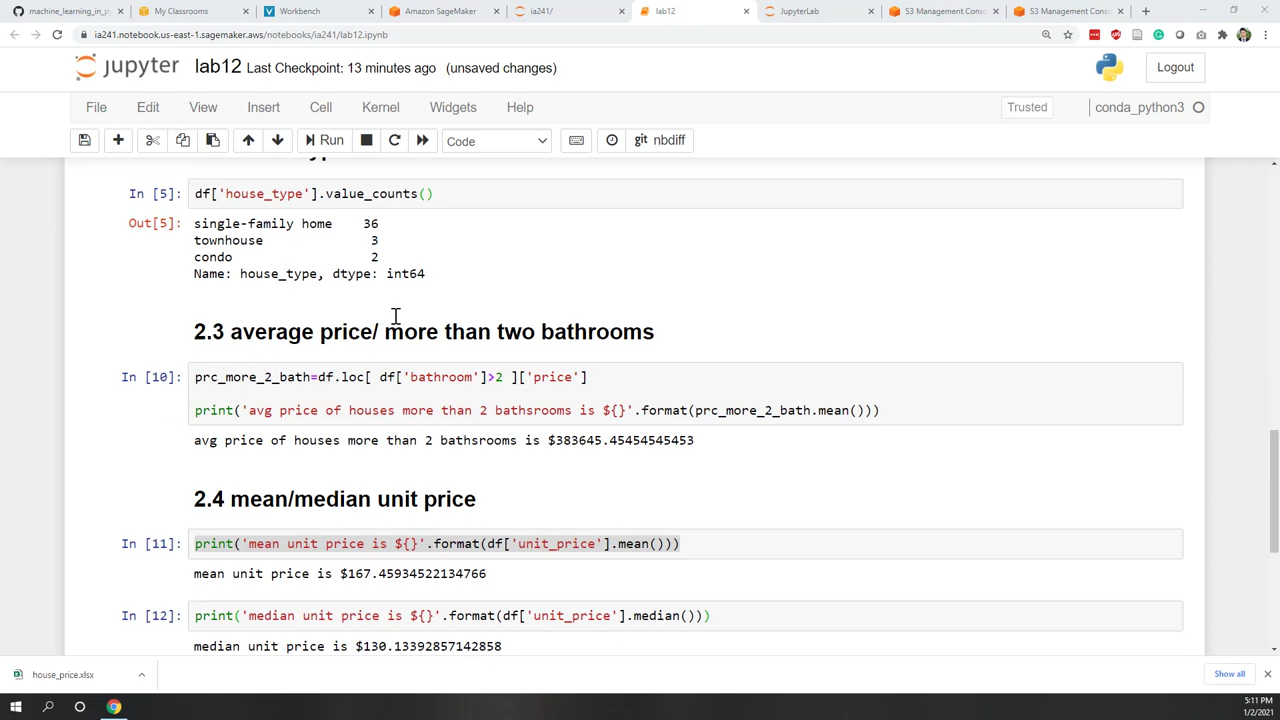 machine_learning_in_p
My Classrooms
Workbench
Amazon SageMaker
ia241/
lab12
JupyterLab
S3 Management Conso
S3 Management Conso
ia241.notebook.us-east-1.sagemaker.aws/notebooks/ia241/lab12.ipynb
jupyter lab12 Last Checkpoint: 13 minutes ago (unsaved changes)
Logout
File Edit View Insert Cell Kernel Widgets Help
Trusted
conda_python3
Run
Code
git nbdiff
In [5]: df['house_type'].value_counts()
Out[5]: single-family home 36
townhouse 3
condo 2
Name: house_type, dtype: int64
2.3 average price/ more than two bathrooms
In [10]: prc_more_2_bath=df.loc[ df['bathroom']>2 ]['price']
print('avg price of houses more than 2 bathsrooms is ${}'.format(prc_more_2_bath.mean()))
avg price of houses more than 2 bathsrooms is $383645.45454545453
2.4 mean/median unit price
In [11]: print('mean unit price is ${}'.format(df['unit_price'].mean()))
mean unit price is $167.45934522134766
In [12]: print('median unit price is ${}'.format(df['unit_price'].median()))
median unit price is $130.13392857142858
house_price.xlsx
Show all
5:11 PM
1/2/2021